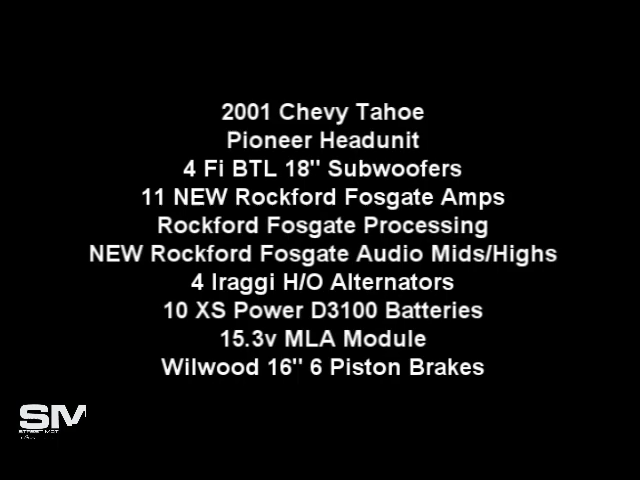 2001 Chevy Tahoe
Pioneer Headunit
4 Fi BTL 18" Subwoofers
11 NEW Rockford Fosgate Amps
Rockford Fosgate Processing
NEW Rockford Fosgate Audio Mids/Highs
4 Iraggi H/O Alternators
10 XS Power D3100 Batteries
15.3v MLA Module
Wilwood 16" 6 Piston Brakes
SM